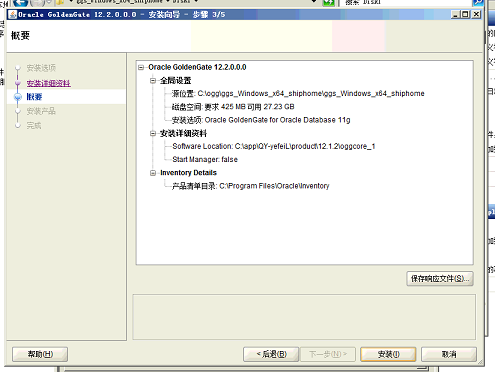 ggs_windows_x64_shiphome
Disk1
搜索 Disk1
Oracle GoldenGate 12.2.0.0.0 - 安装向导 - 步骤 3/5
概要
安装选项
安装详细资料
概要
安装产品
完成
Oracle GoldenGate 12.2.0.0.0
全局设置
源位置: C:\ogg\ggs_Windows_x64_shiphome\ggs_Windows_x64_shiphome
磁盘空间: 要求 425 MB 可用 27.23 GB
安装选项: Oracle GoldenGate for Oracle Database 11g
安装详细资料
Software Location: C:\app\QY-yefeiL\product\12.1.2\oggcore_1
Start Manager: false
Inventory Details
产品清单目录: C:\Program Files\Oracle\Inventory
保存响应文件(S)...
帮助(H)
< 后退(B)
下一步(N) >
安装(I)
取消